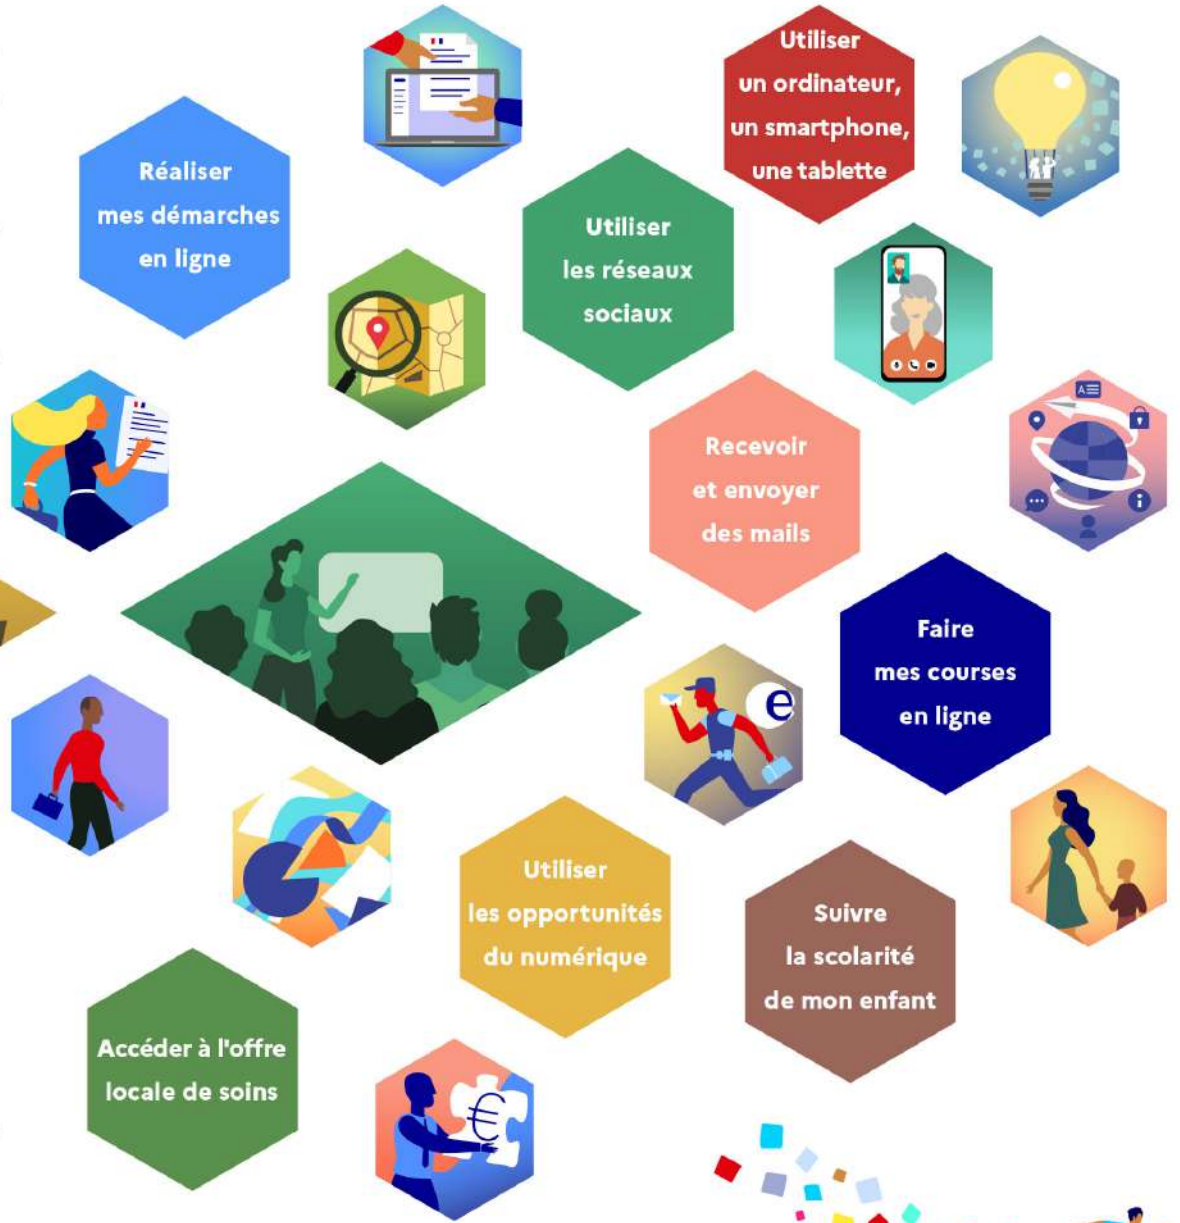 Utiliser
un ordinateur,
un smartphone,
une tablette
Réaliser
mes démarches
en ligne
Utiliser
les réseaux
sociaux
Recevoir
et envoyer
des mails
Faire
mes courses
en ligne
e
Utiliser
les opportunités
du numérique
Suivre
la scolarité
de mon enfant
Accéder à l'offre
locale de soins
€